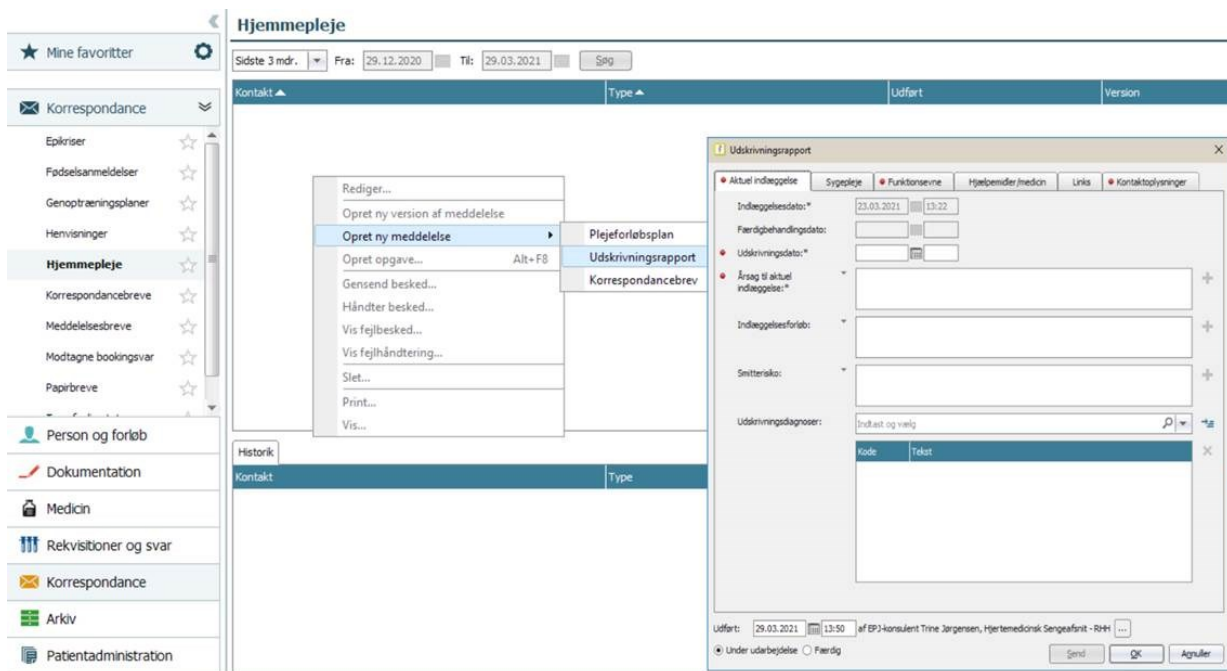 Mine favoritter
Korrespondance
Epikriser
Fødselsanmeldelser
Genoptræningsplaner
Henvisninger
Hjemmepleje
Korrespondancebreve
Meddelelsesbreve
Modtagne bookingsvar
Papirbreve
Person og forløb
Dokumentation
Medicin
Rekvisitioner og svar
Korrespondance
Arkiv
Patientadministration
Hjemmepleje
Sidste 3 mdr. Fra: 29.12.2020 Til: 29.03.2021 Søg
Kontakt Type Udført Version
Rediger...
Opret ny version af meddelelse
Opret ny meddelelse
Opret opgave... Alt+F8
Gensend besked...
Håndter besked...
Vis fejlbesked...
Vis fejlhåndtering...
Slet...
Print...
Vis...
Plejeforløbsplan
Udskrivningsrapport
Korrespondancebrev
Historik
Kontakt Type
Udskrivningsrapport
Aktuel indlæggelse Sygepleje Funktionsevne Hjælpemidler/medicin Links Kontaktoplysninger
Indlæggelsesdato:* 23.03.2021 13:22
Færdigbehandlingsdato:
Udskrivningsdato:*
Årsag til aktuel
indlæggelse:*
Indlæggelsesforløb:
Smitterisiko:
Udskrivningsdiagnoser: Indtast og vælg
Kode Tekst
Udført: 29.03.2021 13:50 af EPJ-konsulent Trine Jørgensen, Hjertemedicinsk Sengeafsnit - RHH ...
Under udarbejdelse Færdig Send OK Annuller